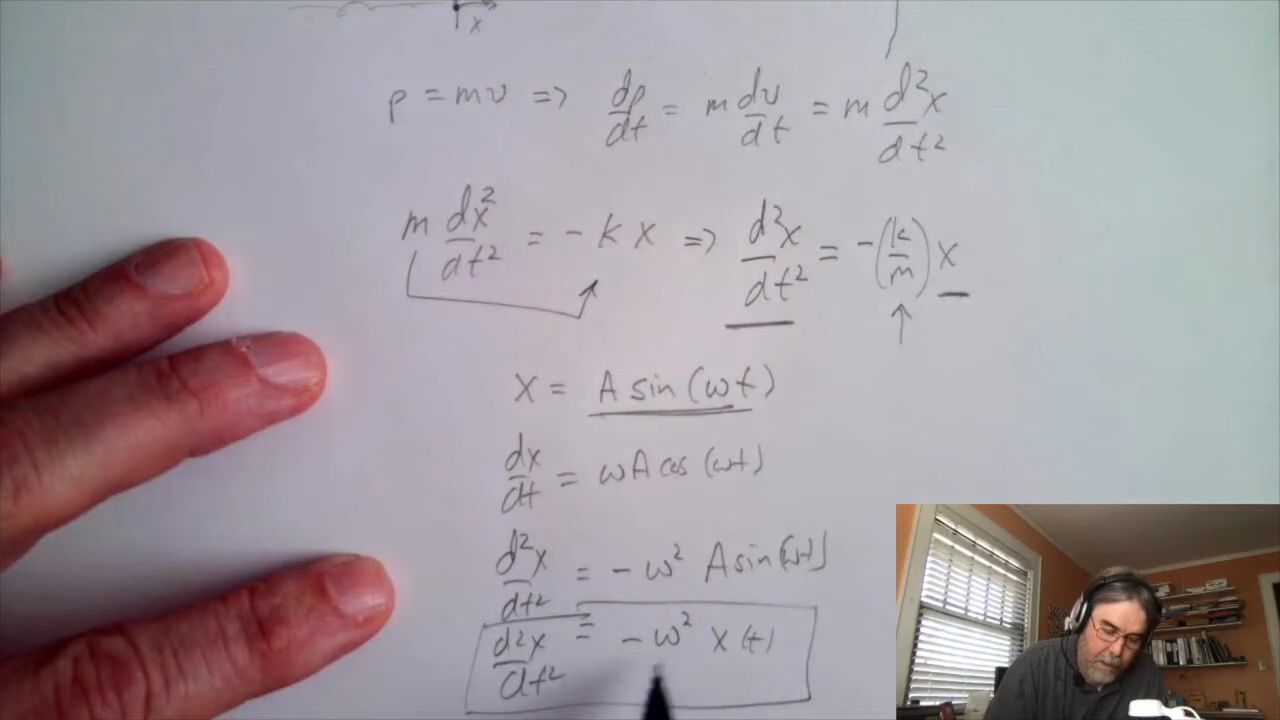 x
p = mv => dp/dt = m dv/dt = m d²x/dt²
m dx²/dt² = - k x => d²x/dt² = -(k/m) x
x = A sin(ωt)
dx/dt = ωA cos(ωt)
d²x/dt² = - ω² A sin(ωt)
d²x/dt² = - ω² x(t)